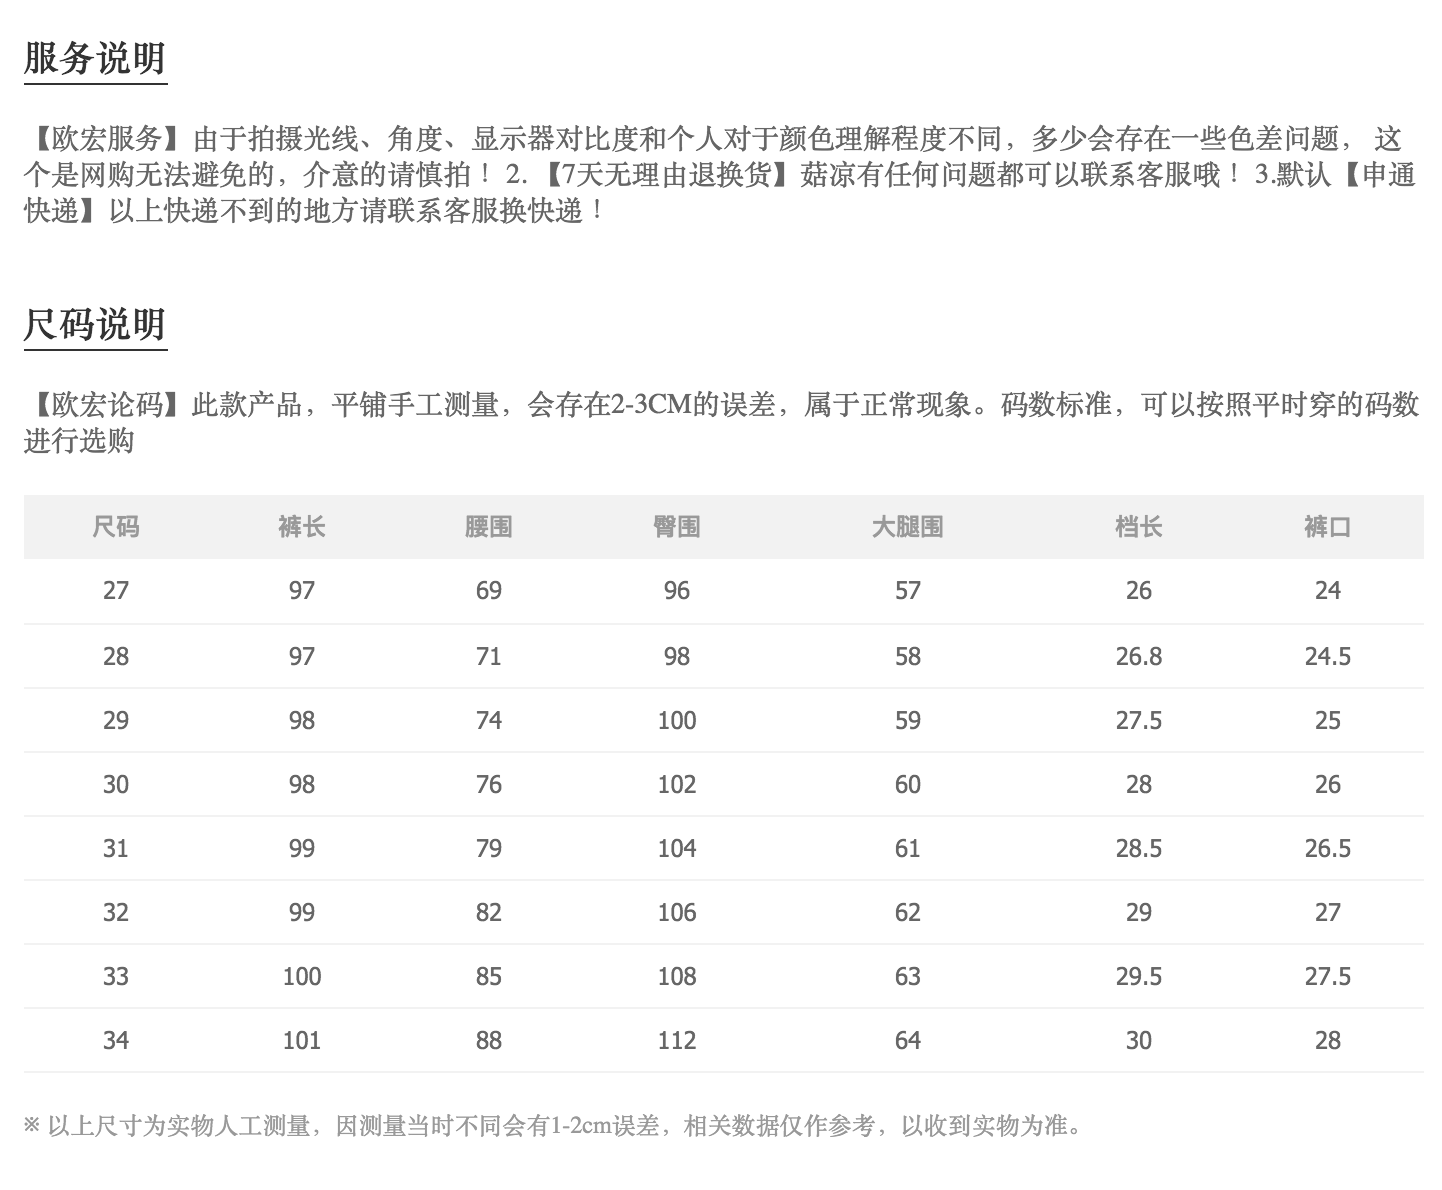 服务说明
【欧宏服务】由于拍摄光线、角度、显示器对比度和个人对于颜色理解程度不同，多少会存在一些色差问题， 这
个是网购无法避免的，介意的请慎拍！2. 【7天无理由退换货】菇凉有任何问题都可以联系客服哦！3.默认【申通
快递】以上快递不到的地方请联系客服换快递！
尺码说明
【欧宏论码】此款产品，平铺手工测量，会存在2-3CM的误差，属于正常现象。码数标准，可以按照平时穿的码数
进行选购
尺码 裤长 腰围 臀围 大腿围 档长 裤口
27 97 69 96 57 26 24
28 97 71 98 58 26.8 24.5
29 98 74 100 59 27.5 25
30 98 76 102 60 28 26
31 99 79 104 61 28.5 26.5
32 99 82 106 62 29 27
33 100 85 108 63 29.5 27.5
34 101 88 112 64 30 28
※ 以上尺寸为实物人工测量，因测量当时不同会有1-2cm误差，相关数据仅作参考，以收到实物为准。